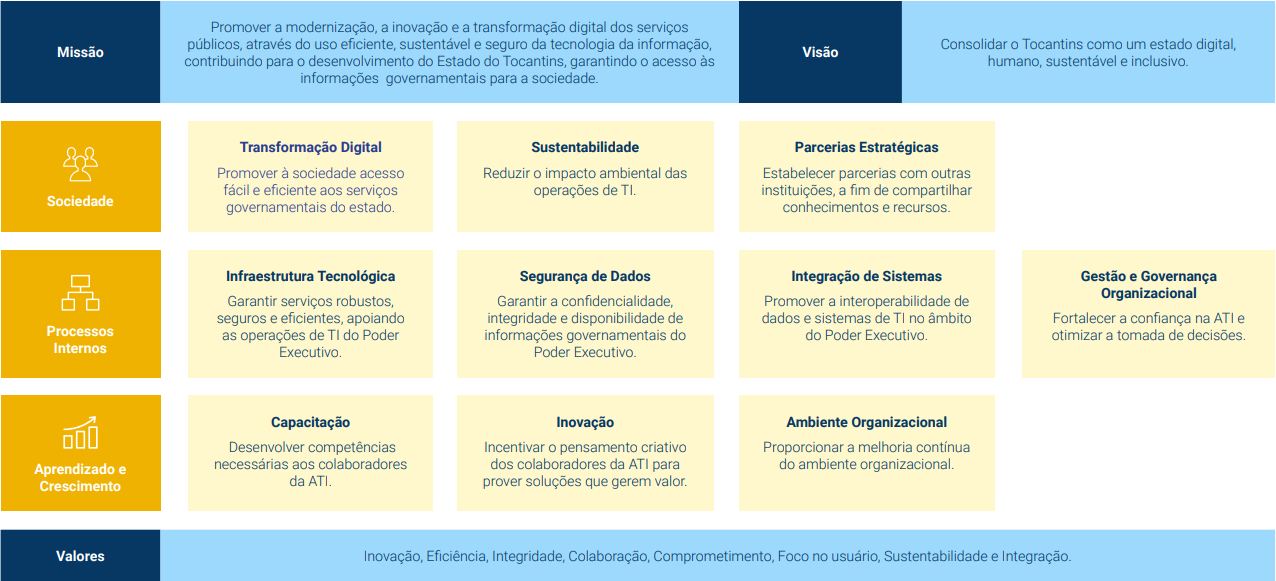 Missão
Promover a modernização, a inovação e a transformação digital dos serviços
públicos, através do uso eficiente, sustentável e seguro da tecnologia da informação,
contribuindo para o desenvolvimento do Estado do Tocantins, garantindo o acesso às
informações governamentais para a sociedade.
Visão
Consolidar o Tocantins como um estado digital,
humano, sustentável e inclusivo.
Sociedade
Transformação Digital
Promover à sociedade acesso
fácil e eficiente aos serviços
governamentais do estado.
Sustentabilidade
Reduzir o impacto ambiental das
operações de TI.
Parcerias Estratégicas
Estabelecer parcerias com outras
instituições, a fim de compartilhar
conhecimentos e recursos.
Processos
Internos
Infraestrutura Tecnológica
Garantir serviços robustos,
seguros e eficientes, apoiando
as operações de TI do Poder
Executivo.
Segurança de Dados
Garantir a confidencialidade,
integridade e disponibilidade de
informações governamentais do
Poder Executivo.
Integração de Sistemas
Promover a interoperabilidade de
dados e sistemas de TI no âmbito
do Poder Executivo.
Gestão e Governança
Organizacional
Fortalecer a confiança na ATI e
otimizar a tomada de decisões.
Aprendizado e
Crescimento
Capacitação
Desenvolver competências
necessárias aos colaboradores
da ATI.
Inovação
Incentivar o pensamento criativo
dos colaboradores da ATI para
prover soluções que gerem valor.
Ambiente Organizacional
Proporcionar a melhoria contínua
do ambiente organizacional.
Valores
Inovação, Eficiência, Integridade, Colaboração, Comprometimento, Foco no usuário, Sustentabilidade e Integração.